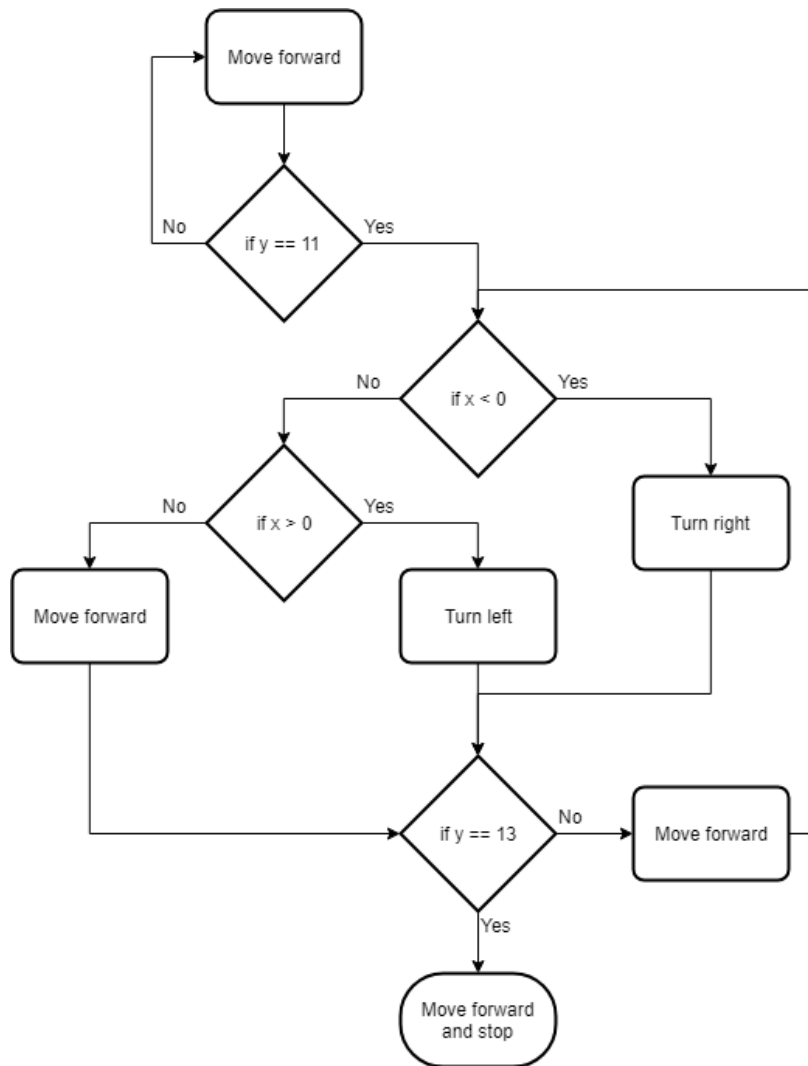 Move forward
No
Yes
if y == 11
No
Yes
if x < 0
No
Yes
if x > 0
Turn right
Move forward
Turn left
No
if y == 13
Move forward
Yes
Move forward
and stop